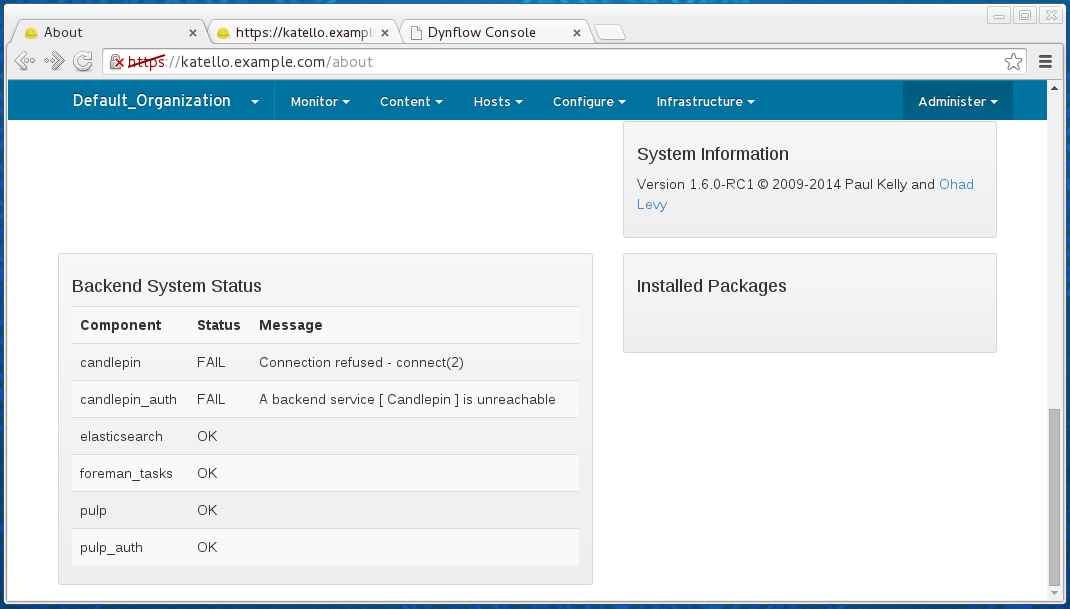 About
https://katello.exampl
Dynflow Console
https://katello.example.com/about
Default_Organization Monitor Content Hosts Configure Infrastructure Administer
System Information
Version 1.6.0-RC1 © 2009-2014 Paul Kelly and Ohad
Levy
Backend System Status
Component Status Message
candlepin FAIL Connection refused - connect(2)
candlepin_auth FAIL A backend service [ Candlepin ] is unreachable
elasticsearch OK
foreman_tasks OK
pulp OK
pulp_auth OK
Installed Packages